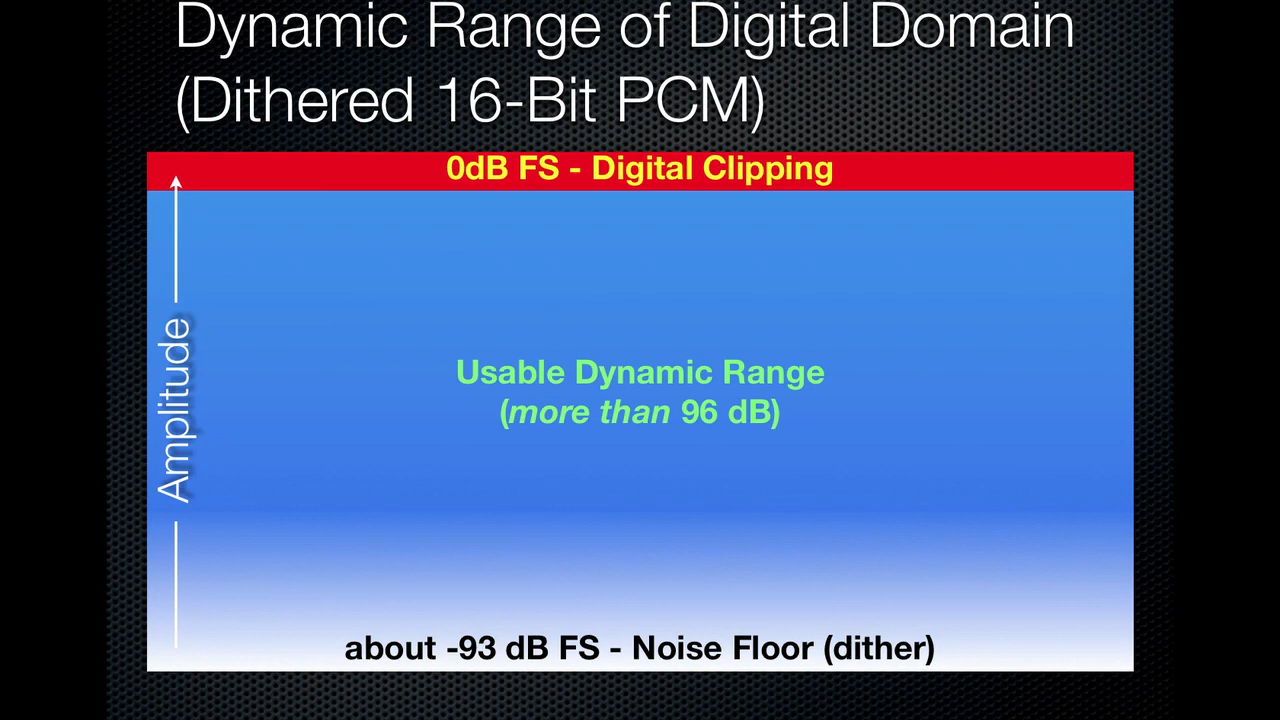 Dynamic Range of Digital Domain
(Dithered 16-Bit PCM)
0dB FS - Digital Clipping
Amplitude
Usable Dynamic Range
(more than 96 dB)
about -93 dB FS - Noise Floor (dither)